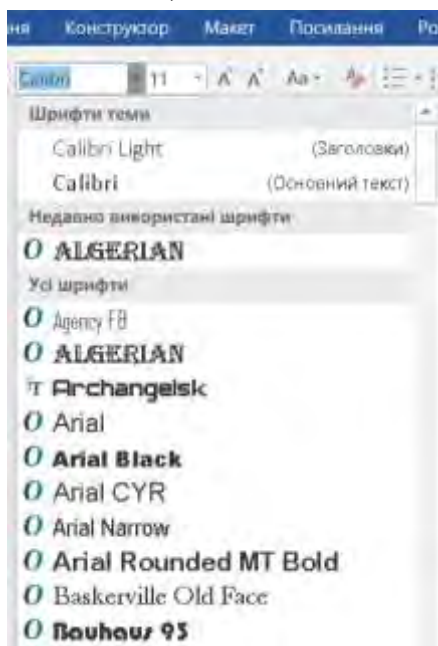 ня Конструктор Макет Посилання Ро
Calibri 11 A A Aa
Шрифти теми
Calibri Light (Заголовки)
Calibri (Основний текст)
Недавно використані шрифти
O ALGERIAN
Усі шрифти
O Agency FB
O ALGERIAN
T Archangelsk
O Arial
O Arial Black
O Arial CYR
O Arial Narrow
O Arial Rounded MT Bold
O Baskerville Old Face
O Bauhaus 93